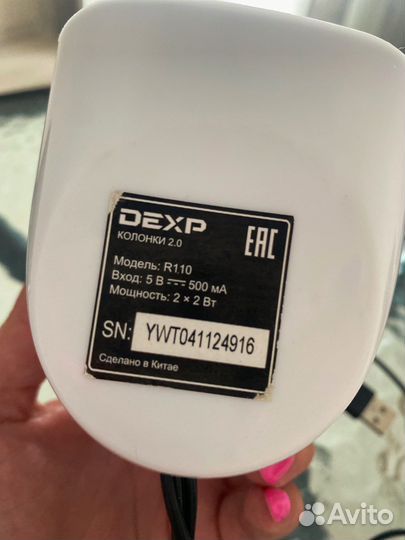 DEXP
EAC
КОЛОНКИ 2.0
Модель: R110
Вход: 5 В ⎓ 500 мА
Мощность: 2 × 2 Вт
SN: YWT041124916
Сделано в Китае
Avito